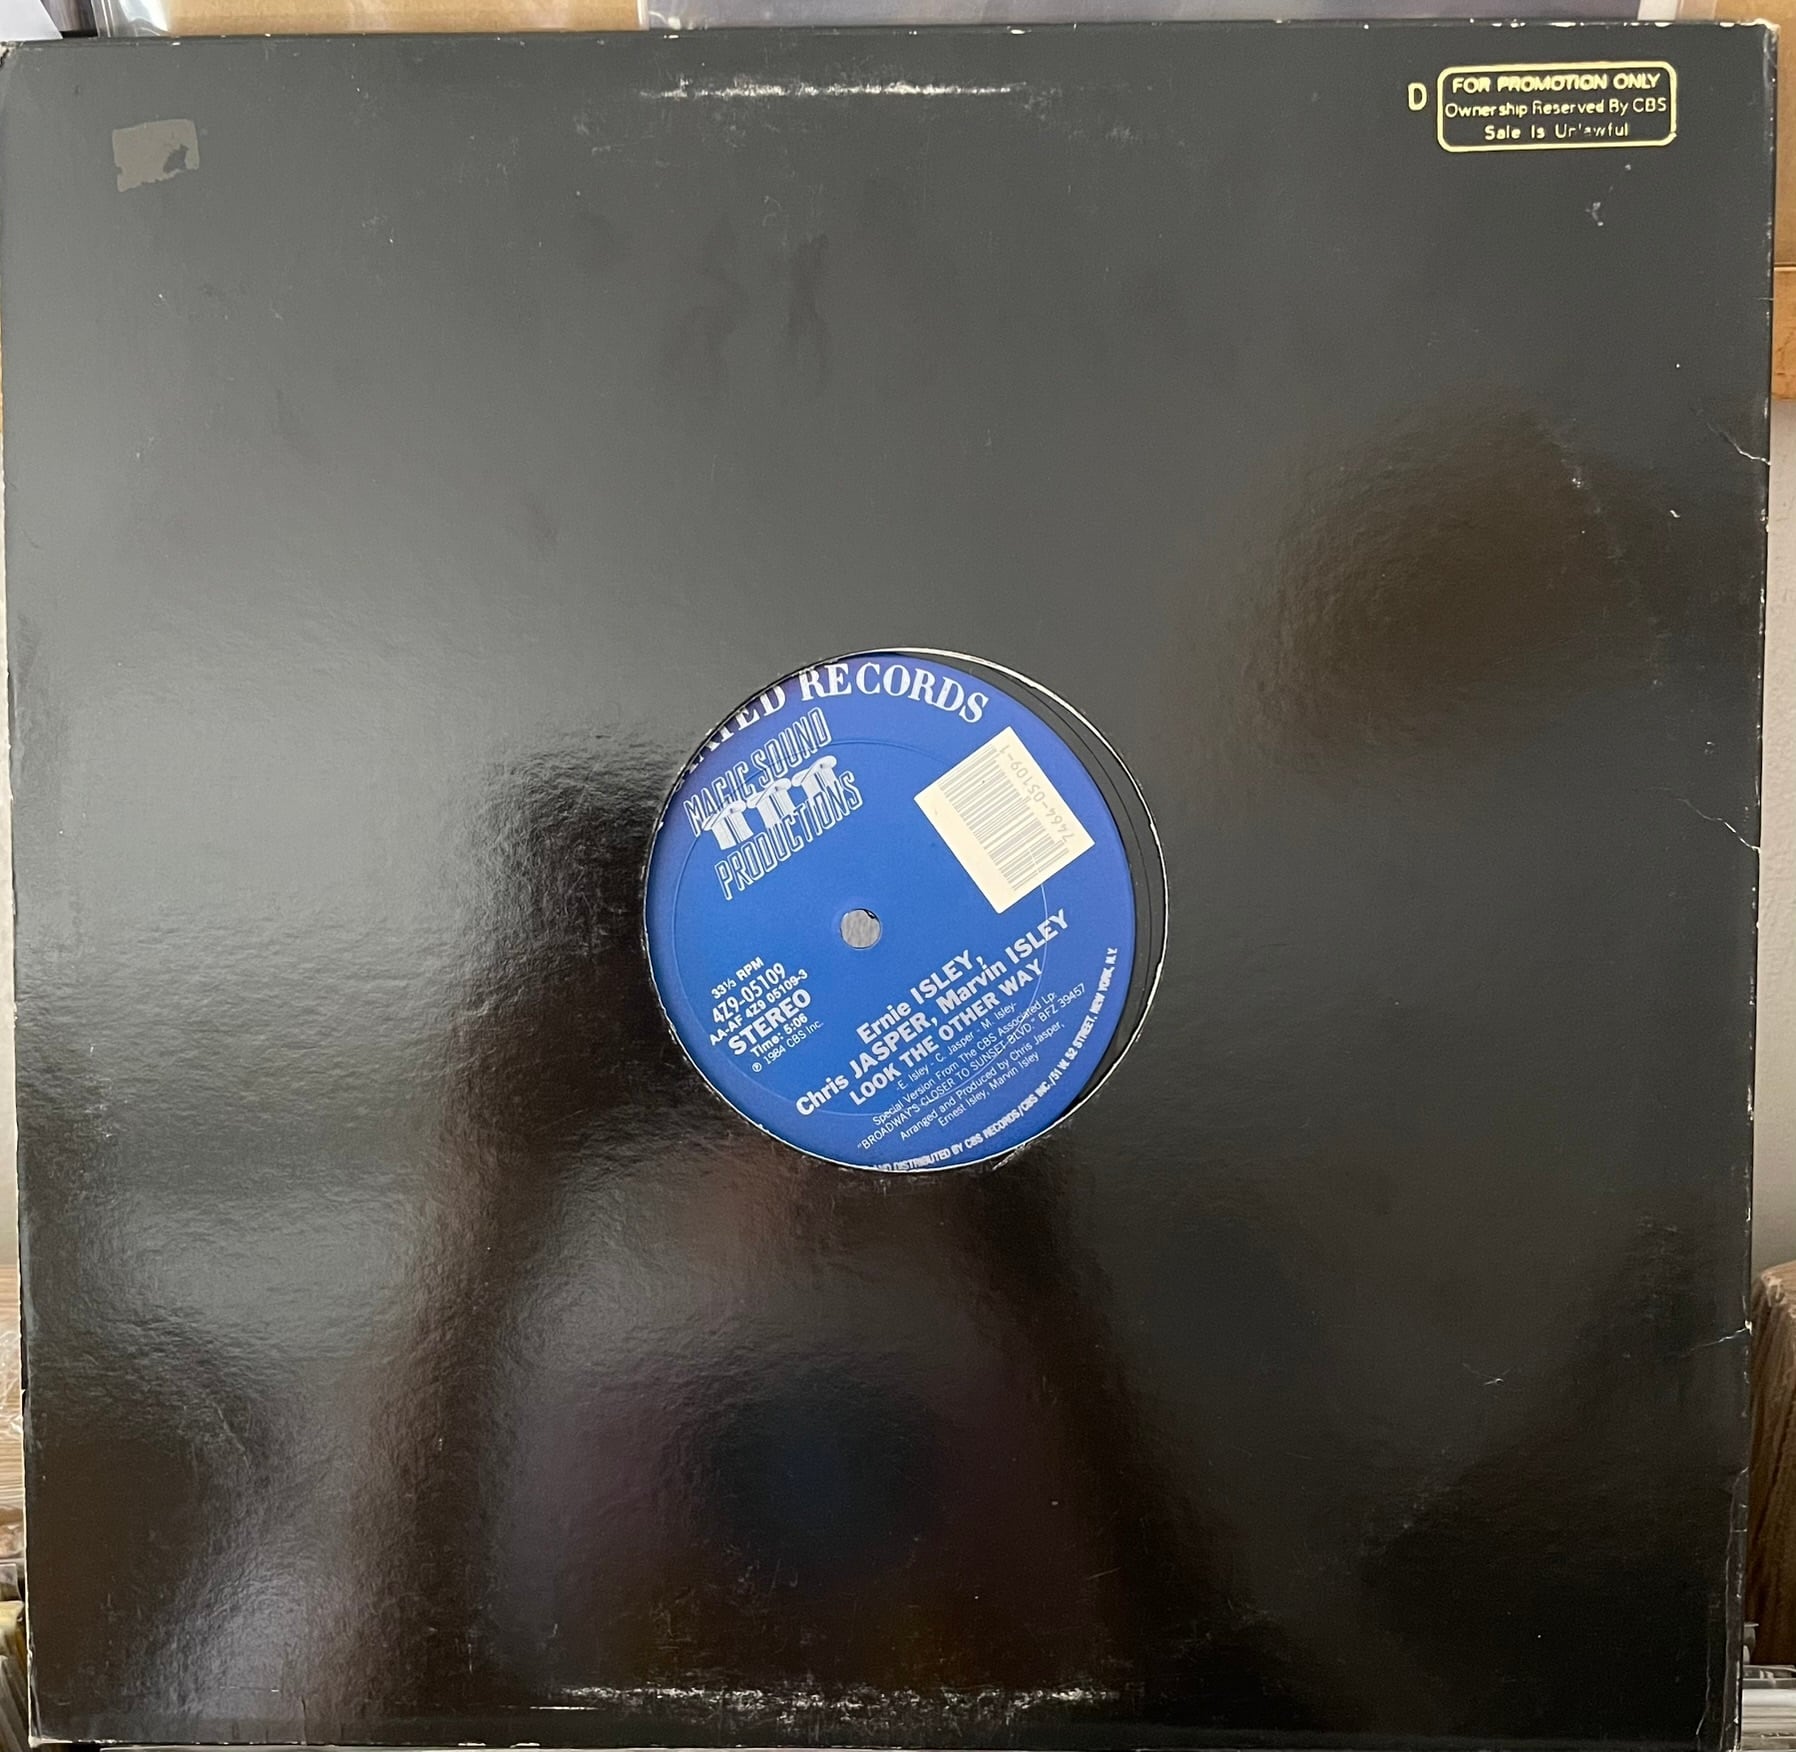 D
FOR PROMOTION ONLY
Ownership Reserved By CBS
Sale Is Unlawful
RECORDS
MAGIC SOUND
PRODUCTIONS
7464-05109-1
33⅓ RPM
4Z9-05109
AA-AF 4Z9 05109-3
STEREO
Time: 5:06
℗ 1984 CBS Inc.
Ernie ISLEY,
Chris JASPER, Marvin ISLEY
LOOK THE OTHER WAY
-E. Isley - C. Jasper - M. Isley-
Special Version From The CBS Associated Lp:
"BROADWAY'S CLOSER TO SUNSET BLVD." BFZ 39457
Arranged and Produced by Chris Jasper,
Ernest Isley, Marvin Isley
AND DISTRIBUTED BY CBS RECORDS/CBS INC./51 W. 52 STREET, NEW YORK, N.Y.